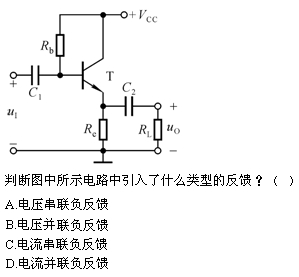 +V_CC
R_b
T
C_1
C_2
+
+
u_I
R_e
R_L
u_O
−
−
判断图中所示电路中引入了什么类型的反馈？（ ）
A.电压串联负反馈
B.电压并联负反馈
C.电流串联负反馈
D.电流并联负反馈